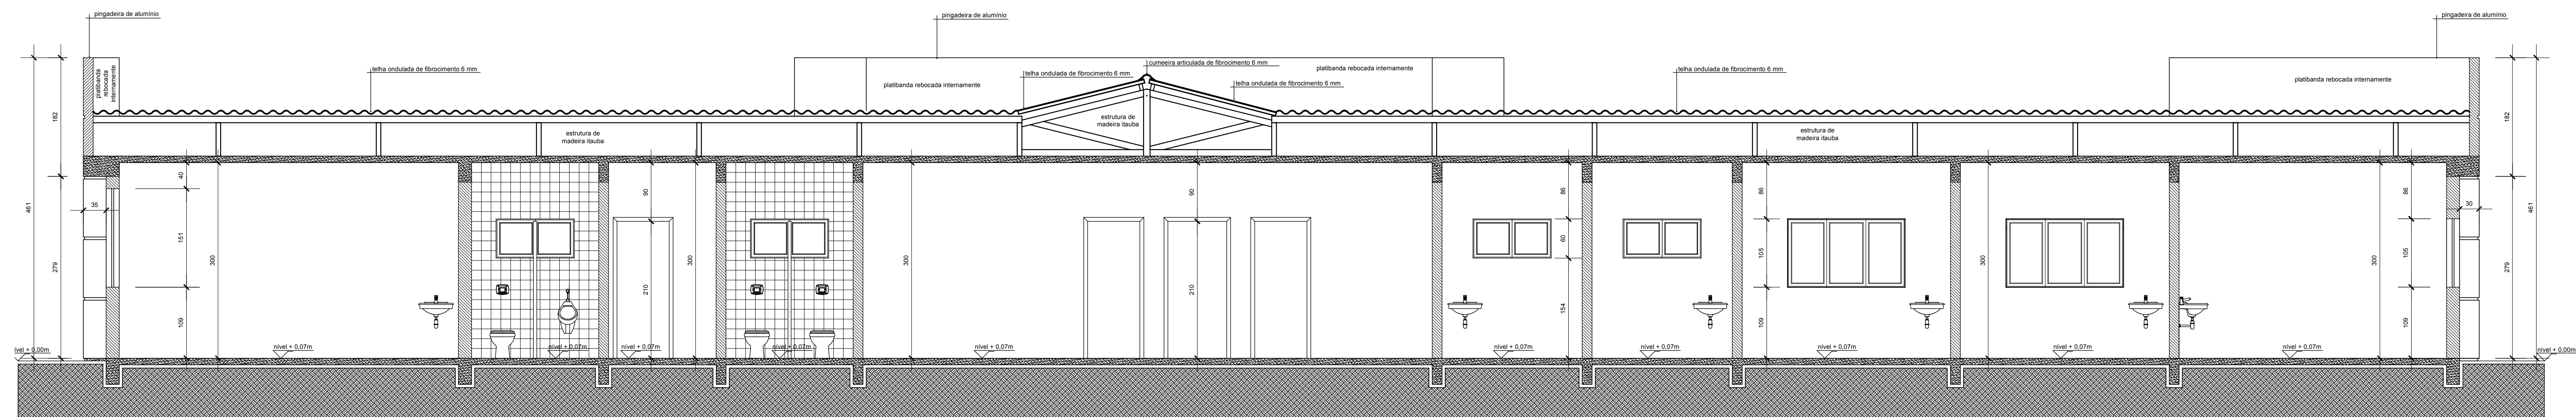 pingadeira de alumínio
pingadeira de alumínio
pingadeira de alumínio
platibanda
rebocada
internamente
telha ondulada de fibrocimento 6 mm
platibanda rebocada internamente
telha ondulada de fibrocimento 6 mm
cumeeira articulada de fibrocimento 6 mm
telha ondulada de fibrocimento 6 mm
platibanda rebocada internamente
telha ondulada de fibrocimento 6 mm
platibanda rebocada internamente
estrutura de
madeira itauba
estrutura de
madeira itauba
estrutura de
madeira itauba
461
182
279
35
40
151
109
300
90
210
300
300
90
210
86
60
154
86
105
109
300
300
86
105
109
30
182
279
461
ível + 0,00m
nível + 0,07m
nível + 0,07m
nível + 0,07m
nível + 0,07m
nível + 0,07m
nível + 0,07m
nível + 0,07m
nível + 0,07m
nível + 0,07m
nível + 0,07m
nível + 0,00m